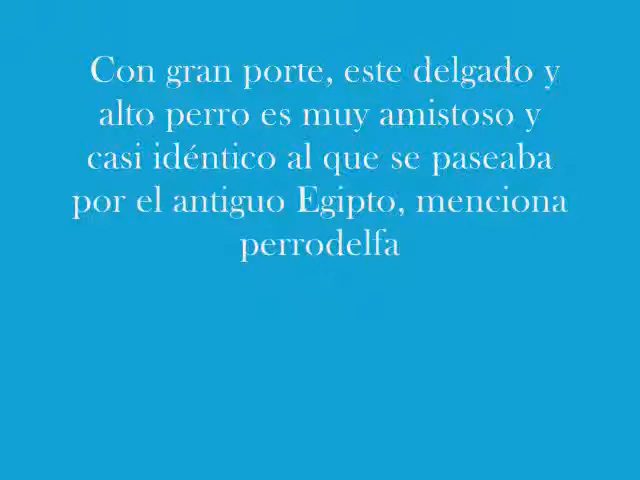 Con gran porte, este delgado y
alto perro es muy amistoso y
casi idéntico al que se paseaba
por el antiguo Egipto, menciona
perrodelfa